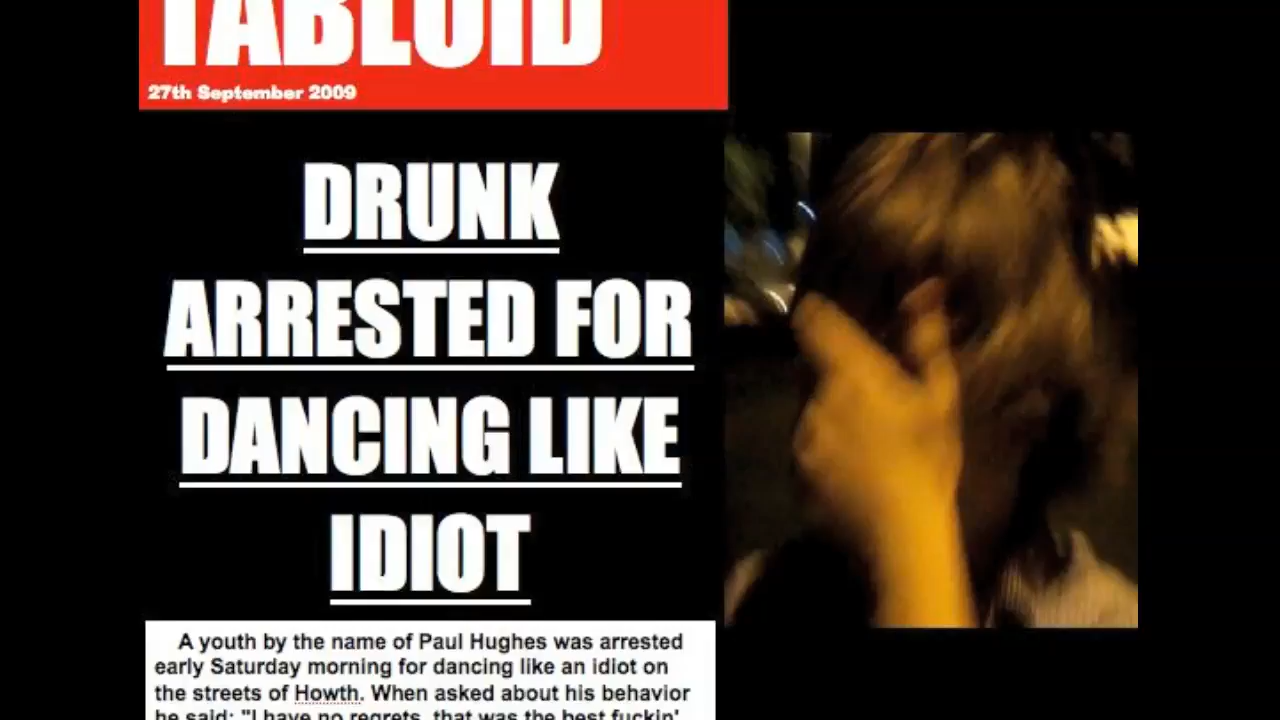 TABLOID
27th September 2009
DRUNK
ARRESTED FOR
DANCING LIKE
IDIOT
A youth by the name of Paul Hughes was arrested
early Saturday morning for dancing like an idiot on
the streets of Howth. When asked about his behavior
he said: "I have no regrets, that was the best fuckin'